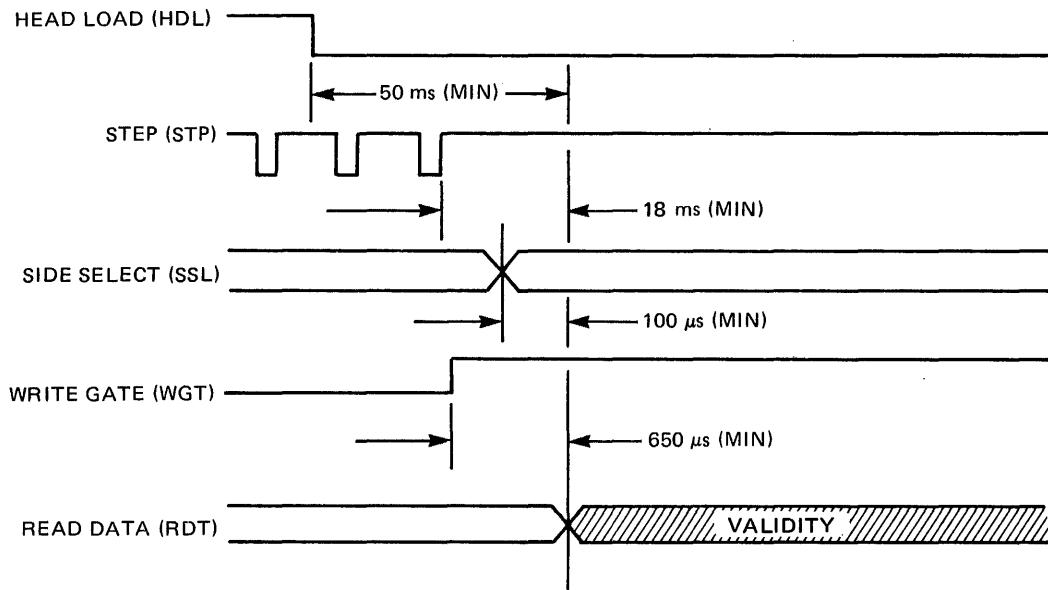 HEAD LOAD (HDL)
50 ms (MIN)
STEP (STP)
18 ms (MIN)
SIDE SELECT (SSL)
100 μs (MIN)
WRITE GATE (WGT)
650 μs (MIN)
READ DATA (RDT)
VALIDITY